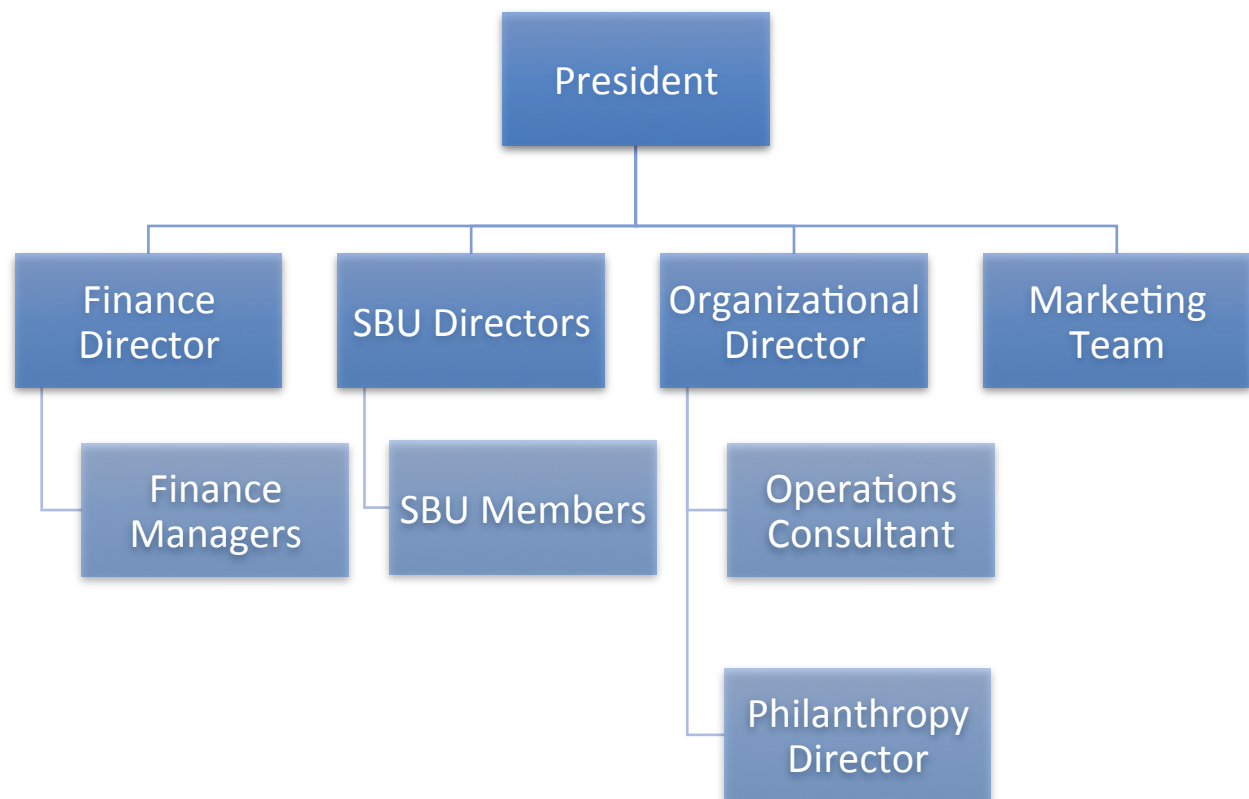 President
Finance
Director
SBU Directors
Organizational
Director
Marketing
Team
Finance
Managers
SBU Members
Operations
Consultant
Philanthropy
Director